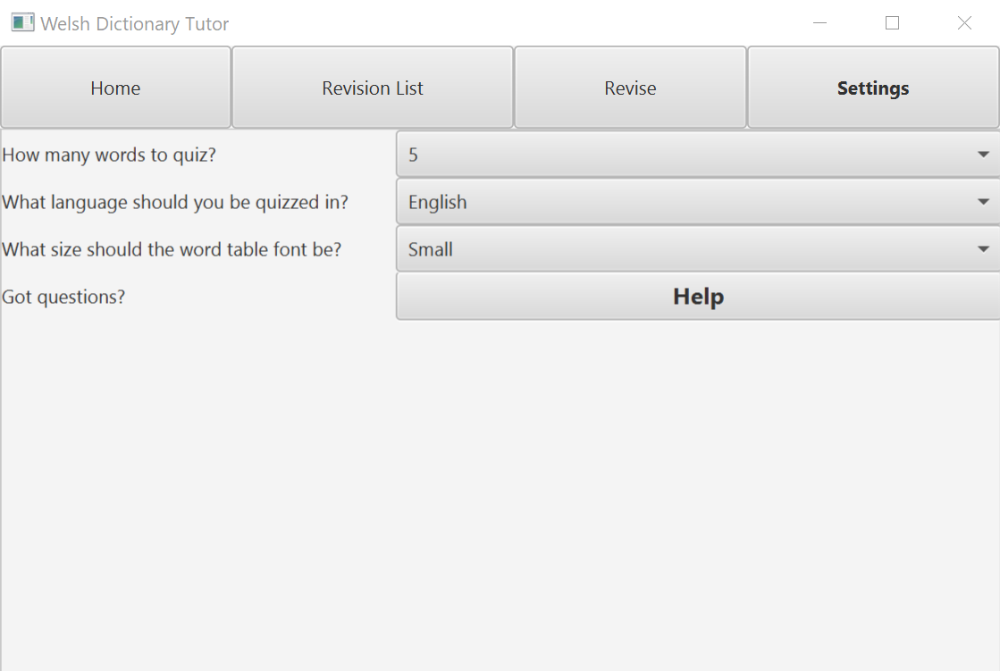 Welsh Dictionary Tutor
Home Revision List Revise Settings
How many words to quiz? 5
What language should you be quizzed in? English
What size should the word table font be? Small
Got questions? Help